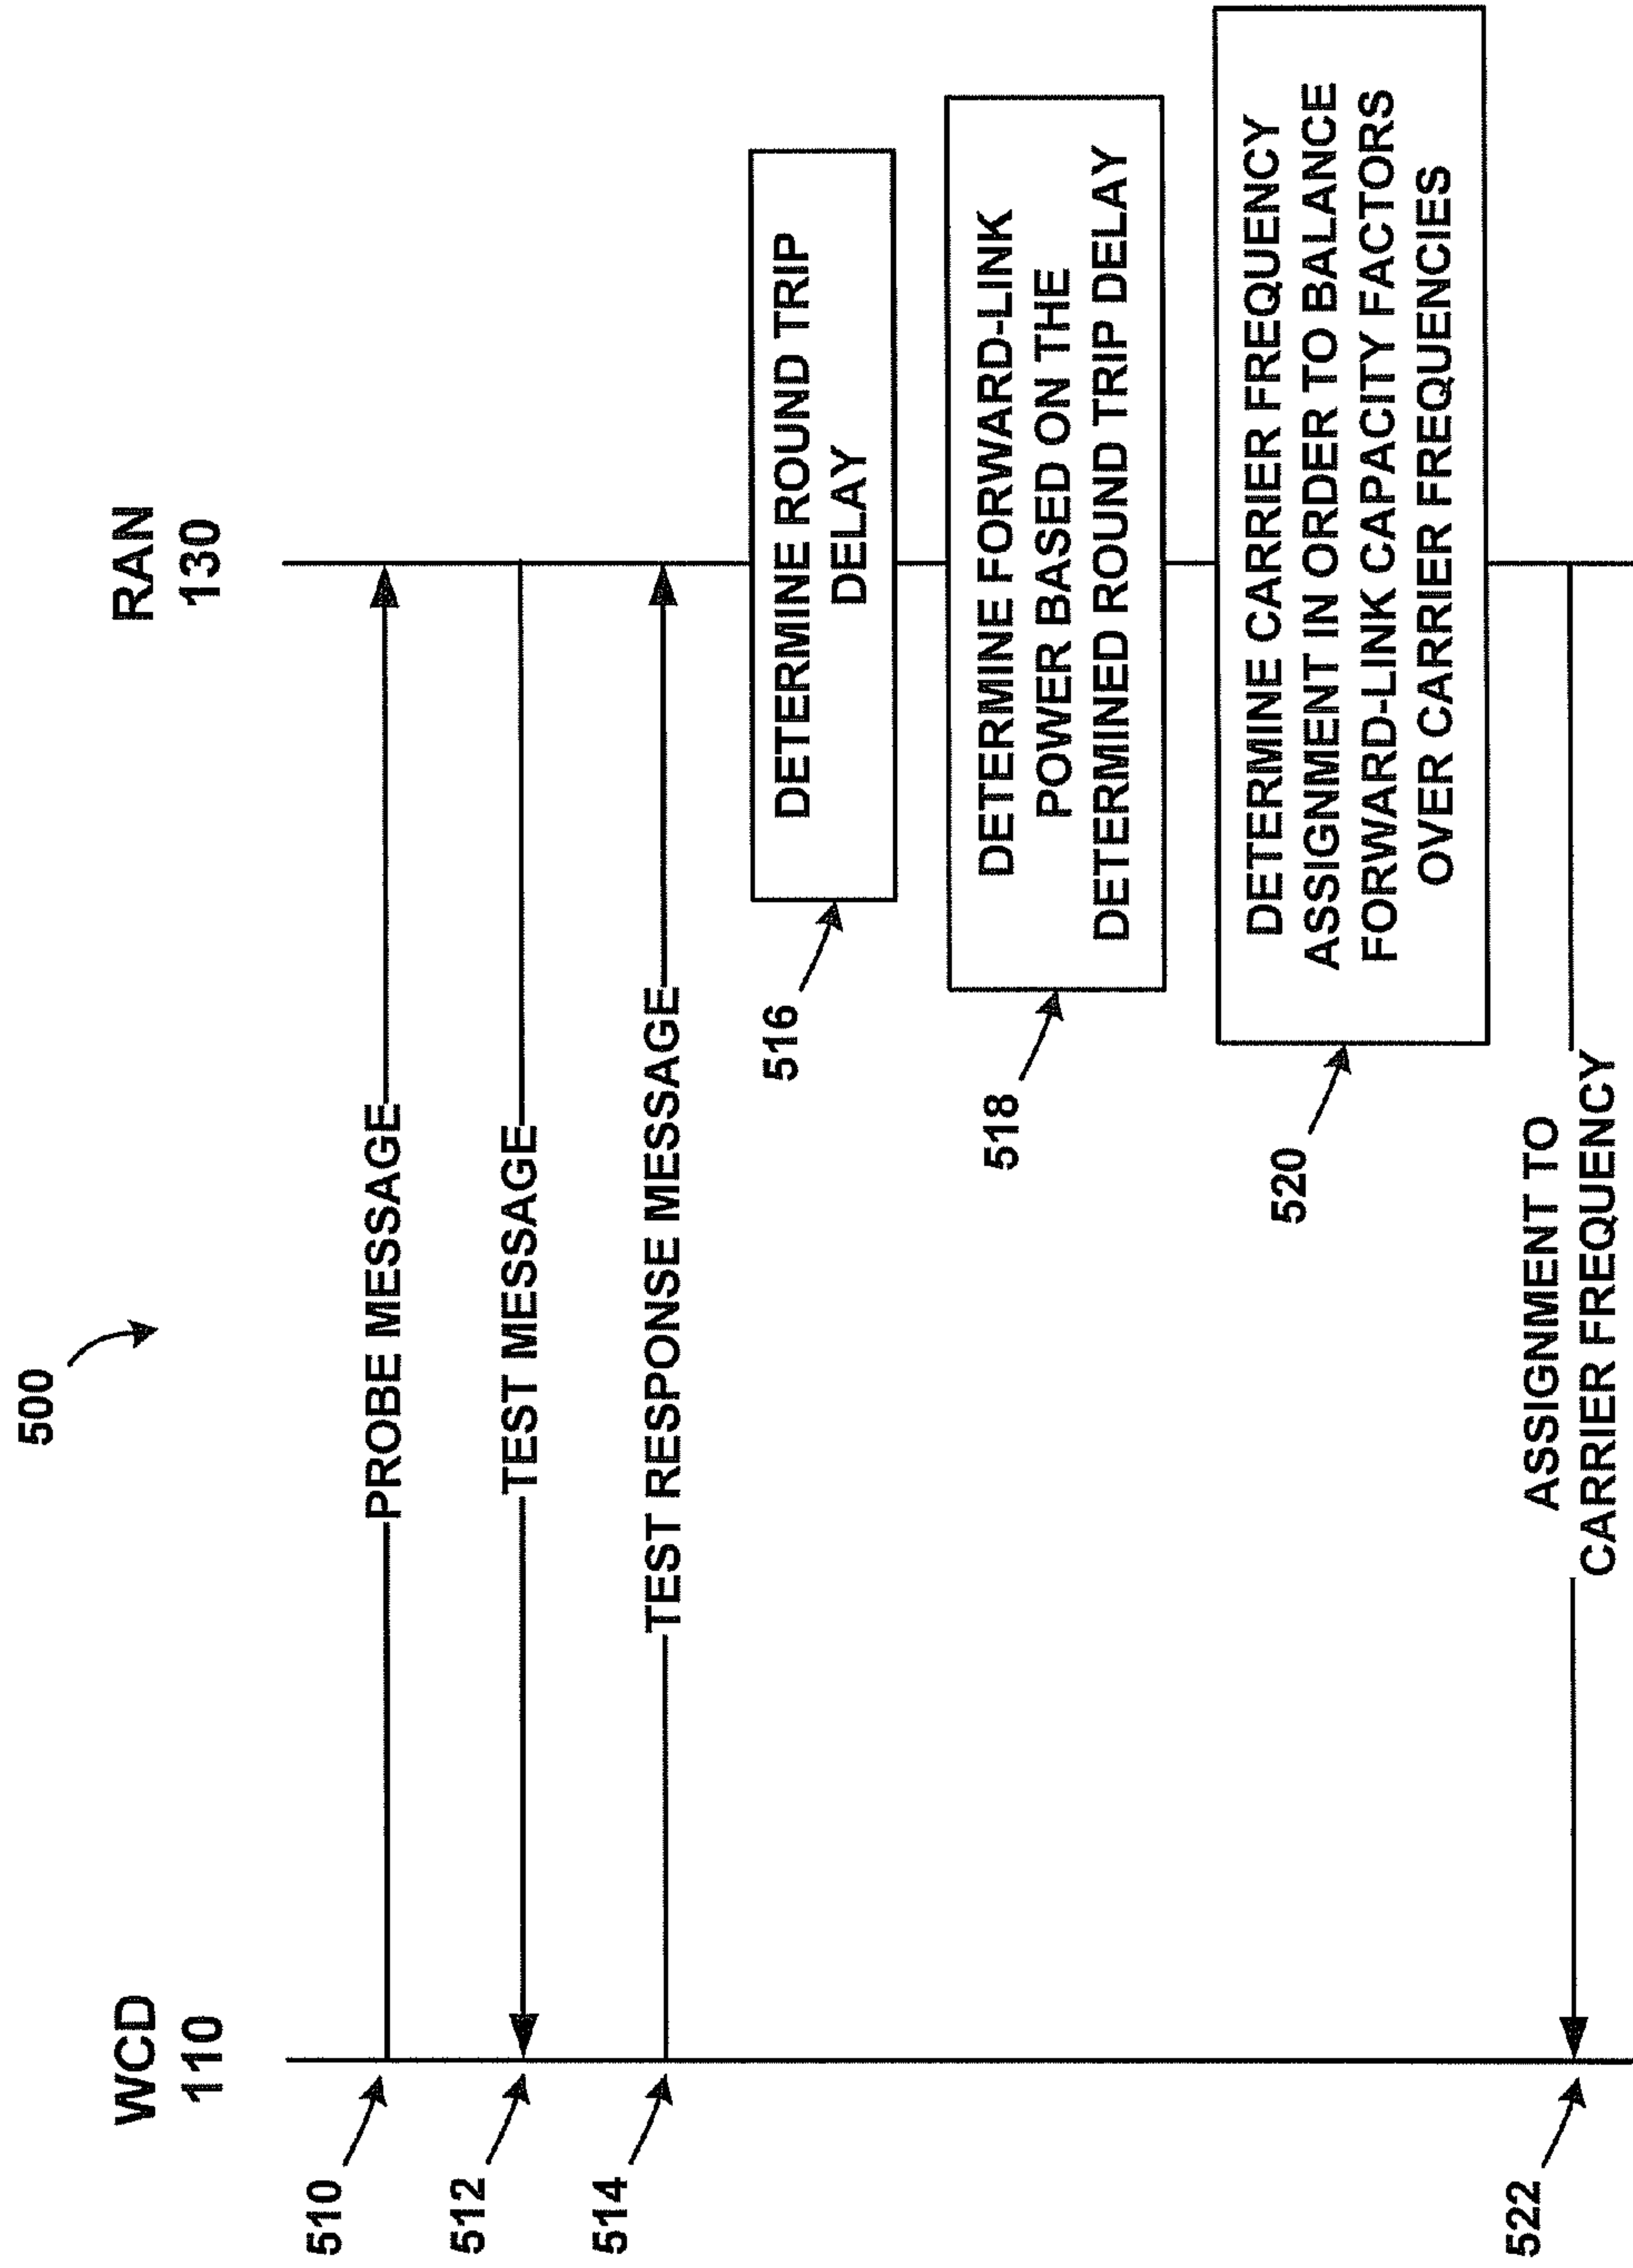 500
WCD
110
RAN
130
510
PROBE MESSAGE
512
TEST MESSAGE
514
TEST RESPONSE MESSAGE
516
DETERMINE ROUND TRIP
DELAY
518
DETERMINE FORWARD-LINK
POWER BASED ON THE
DETERMINED ROUND TRIP DELAY
520
DETERMINE CARRIER FREQUENCY
ASSIGNMENT IN ORDER TO BALANCE
FORWARD-LINK CAPACITY FACTORS
OVER CARRIER FREQUENCIES
522
ASSIGNMENT TO
CARRIER FREQUENCY